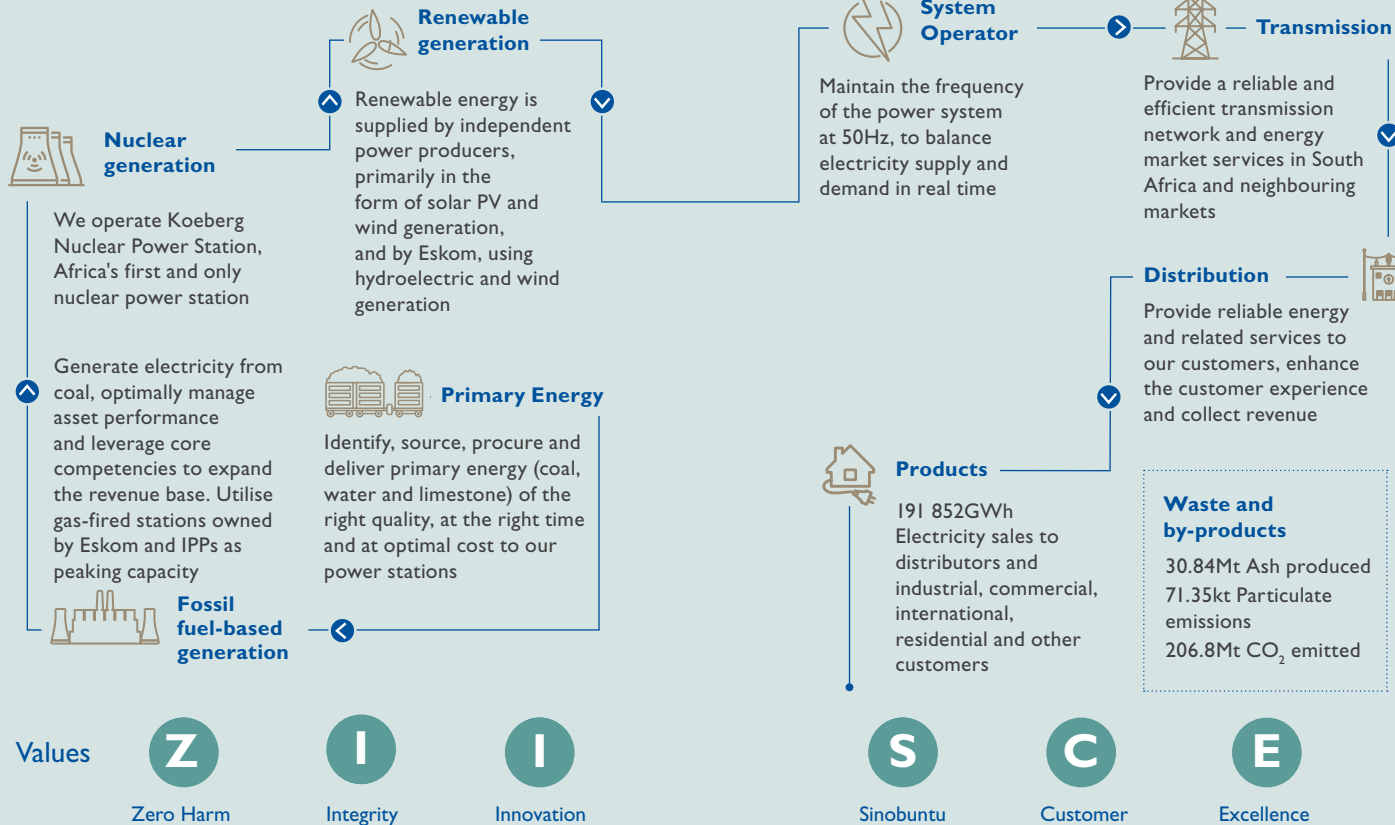 Renewable
generation
Renewable energy is
supplied by independent
power producers,
primarily in the
form of solar PV and
wind generation,
and by Eskom, using
hydroelectric and wind
generation
Nuclear
generation
We operate Koeberg
Nuclear Power Station,
Africa's first and only
nuclear power station
Generate electricity from
coal, optimally manage
asset performance
and leverage core
competencies to expand
the revenue base. Utilise
gas-fired stations owned
by Eskom and IPPs as
peaking capacity
Fossil
fuel-based
generation
Primary Energy
Identify, source, procure and
deliver primary energy (coal,
water and limestone) of the
right quality, at the right time
and at optimal cost to our
power stations
System
Operator
Maintain the frequency
of the power system
at 50Hz, to balance
electricity supply and
demand in real time
Transmission
Provide a reliable and
efficient transmission
network and energy
market services in South
Africa and neighbouring
markets
Distribution
Provide reliable energy
and related services to
our customers, enhance
the customer experience
and collect revenue
Products
191 852GWh
Electricity sales to
distributors and
industrial, commercial,
international,
residential and other
customers
Waste and
by-products
30.84Mt Ash produced
71.35kt Particulate
emissions
206.8Mt CO₂ emitted
Values
Z
I
I
S
C
E
Zero Harm
Integrity
Innovation
Sinobuntu
Customer
Excellence